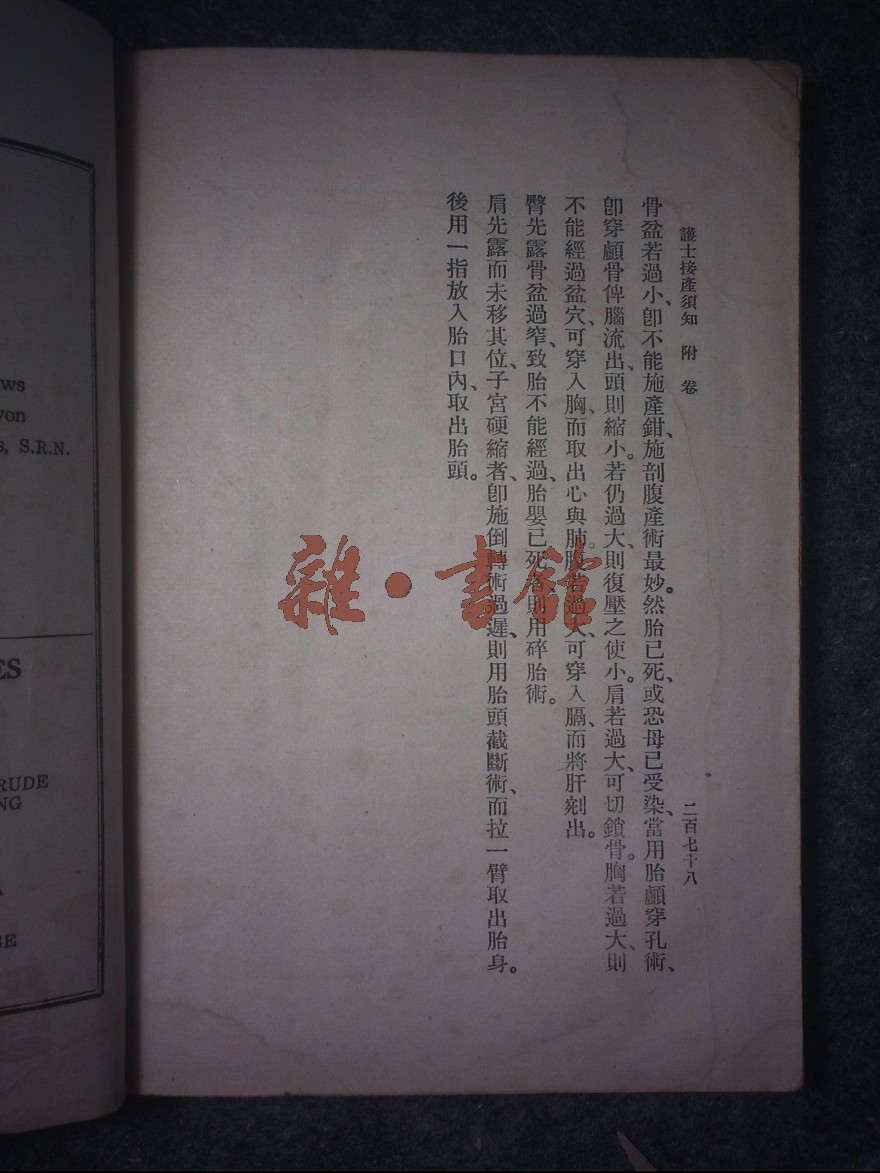 護士接產須知　附　卷　二百七十八
骨盆若過小、卽不能施產鉗、施剖腹產術最妙。然胎已死、或恐母已受染、當用胎顱穿孔術、
卽穿顱骨俾腦流出、頭則縮小。若仍過大、則復壓之使小。肩若過大、可切鎖骨。胸若過大、則
不能經過盆穴、可穿入胸、而取出心與肺。腹若過大、可穿入膈、而將肝剜出。
臀先露骨盆過窄、致胎不能經過、胎嬰已死者則用碎胎術。
肩先露而未移其位、子宮硬縮者、卽施倒轉術過遲、則用胎頭截斷術、而拉一臂取出胎身。
後用一指放入胎口內、取出胎頭。
雜·書館
ws
von
s, S.R.N.
ES
RUDE
NG
A
GE